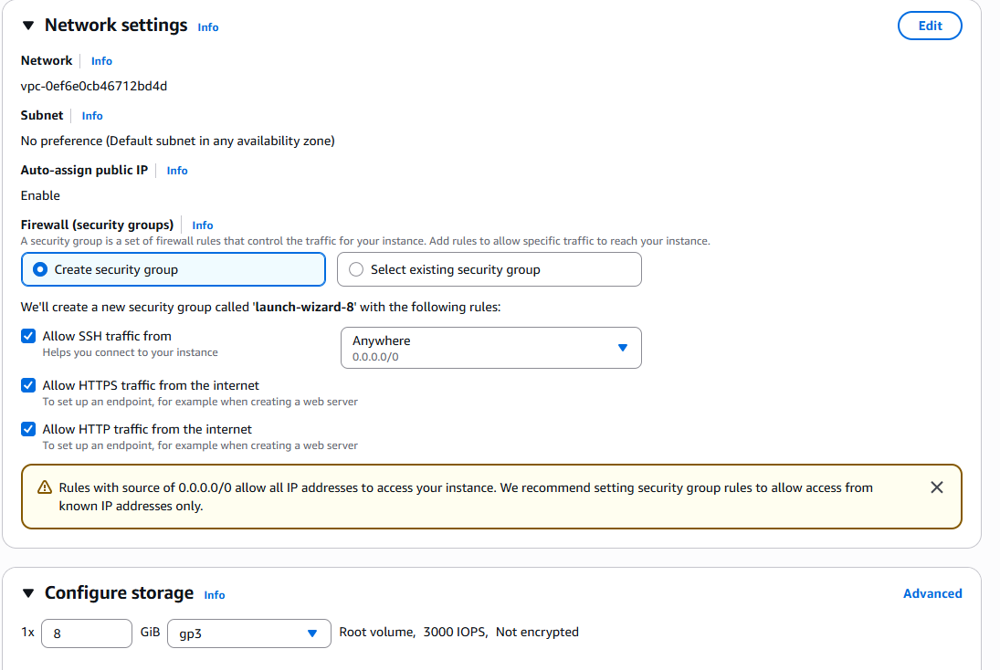 Network settings Info Edit
Network Info
vpc-0ef6e0cb46712bd4d
Subnet Info
No preference (Default subnet in any availability zone)
Auto-assign public IP Info
Enable
Firewall (security groups) Info
A security group is a set of firewall rules that control the traffic for your instance. Add rules to allow specific traffic to reach your instance.
Create security group Select existing security group
We'll create a new security group called 'launch-wizard-8' with the following rules:
Allow SSH traffic from
Helps you connect to your instance
Anywhere
0.0.0.0/0
Allow HTTPS traffic from the internet
To set up an endpoint, for example when creating a web server
Allow HTTP traffic from the internet
To set up an endpoint, for example when creating a web server
Rules with source of 0.0.0.0/0 allow all IP addresses to access your instance. We recommend setting security group rules to allow access from
known IP addresses only.
Configure storage Info Advanced
1x 8 GiB gp3 Root volume, 3000 IOPS, Not encrypted